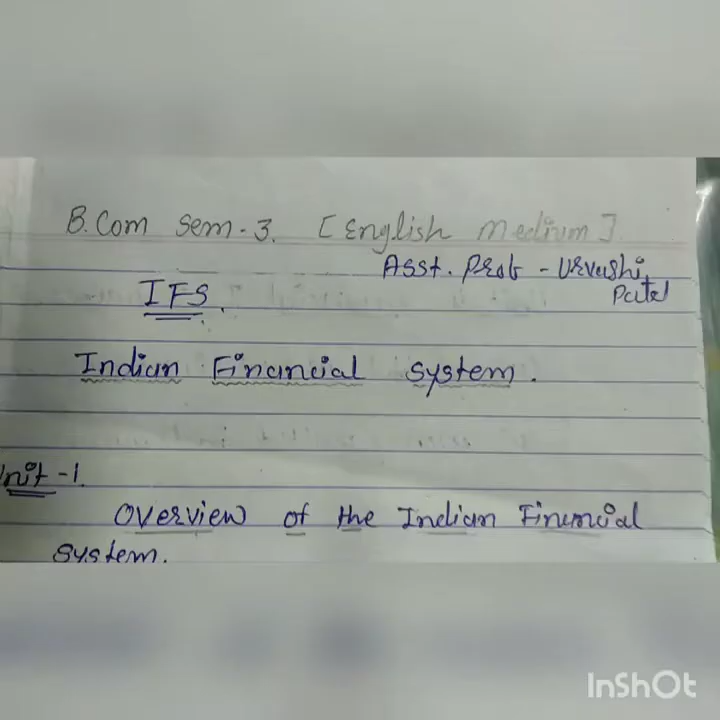 B.Com Sem-3. [English Medium]
Asst. Prof - Urvashi
Patel
IFS.
Indian Financial System.
Unit-1.
Overview of the Indian Financial
System.
InShOt